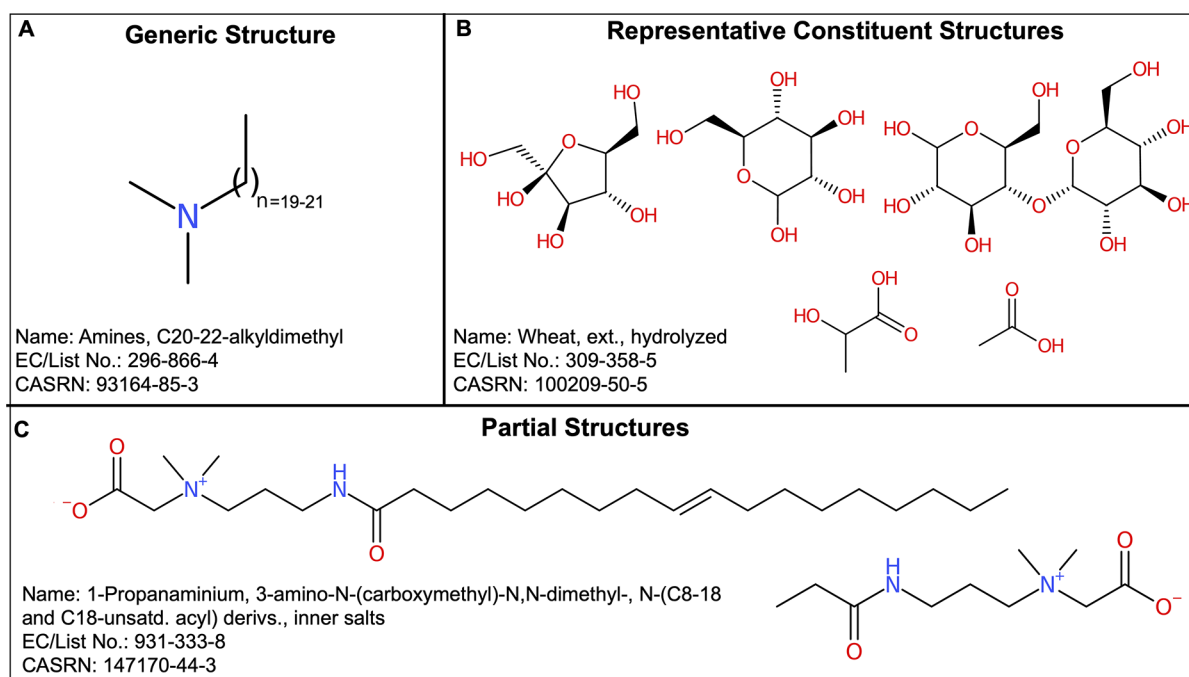 A
Generic Structure
N
( )n=19-21
Name: Amines, C20-22-alkyldimethyl
EC/List No.: 296-866-4
CASRN: 93164-85-3
B
Representative Constituent Structures
HO
O
HO
HO
OH
HO
OH
OH
HO
O
OH
OH
OH
HO
O
OH
O
OH
HO
OH
O
OH
OH
OH
OH
HO
O
O
OH
Name: Wheat, ext., hydrolyzed
EC/List No.: 309-358-5
CASRN: 100209-50-5
C
Partial Structures
O
⁻O
N⁺
H
N
O
H
N
O
N⁺
O
O⁻
Name: 1-Propanaminium, 3-amino-N-(carboxymethyl)-N,N-dimethyl-, N-(C8-18
and C18-unsatd. acyl) derivs., inner salts
EC/List No.: 931-333-8
CASRN: 147170-44-3